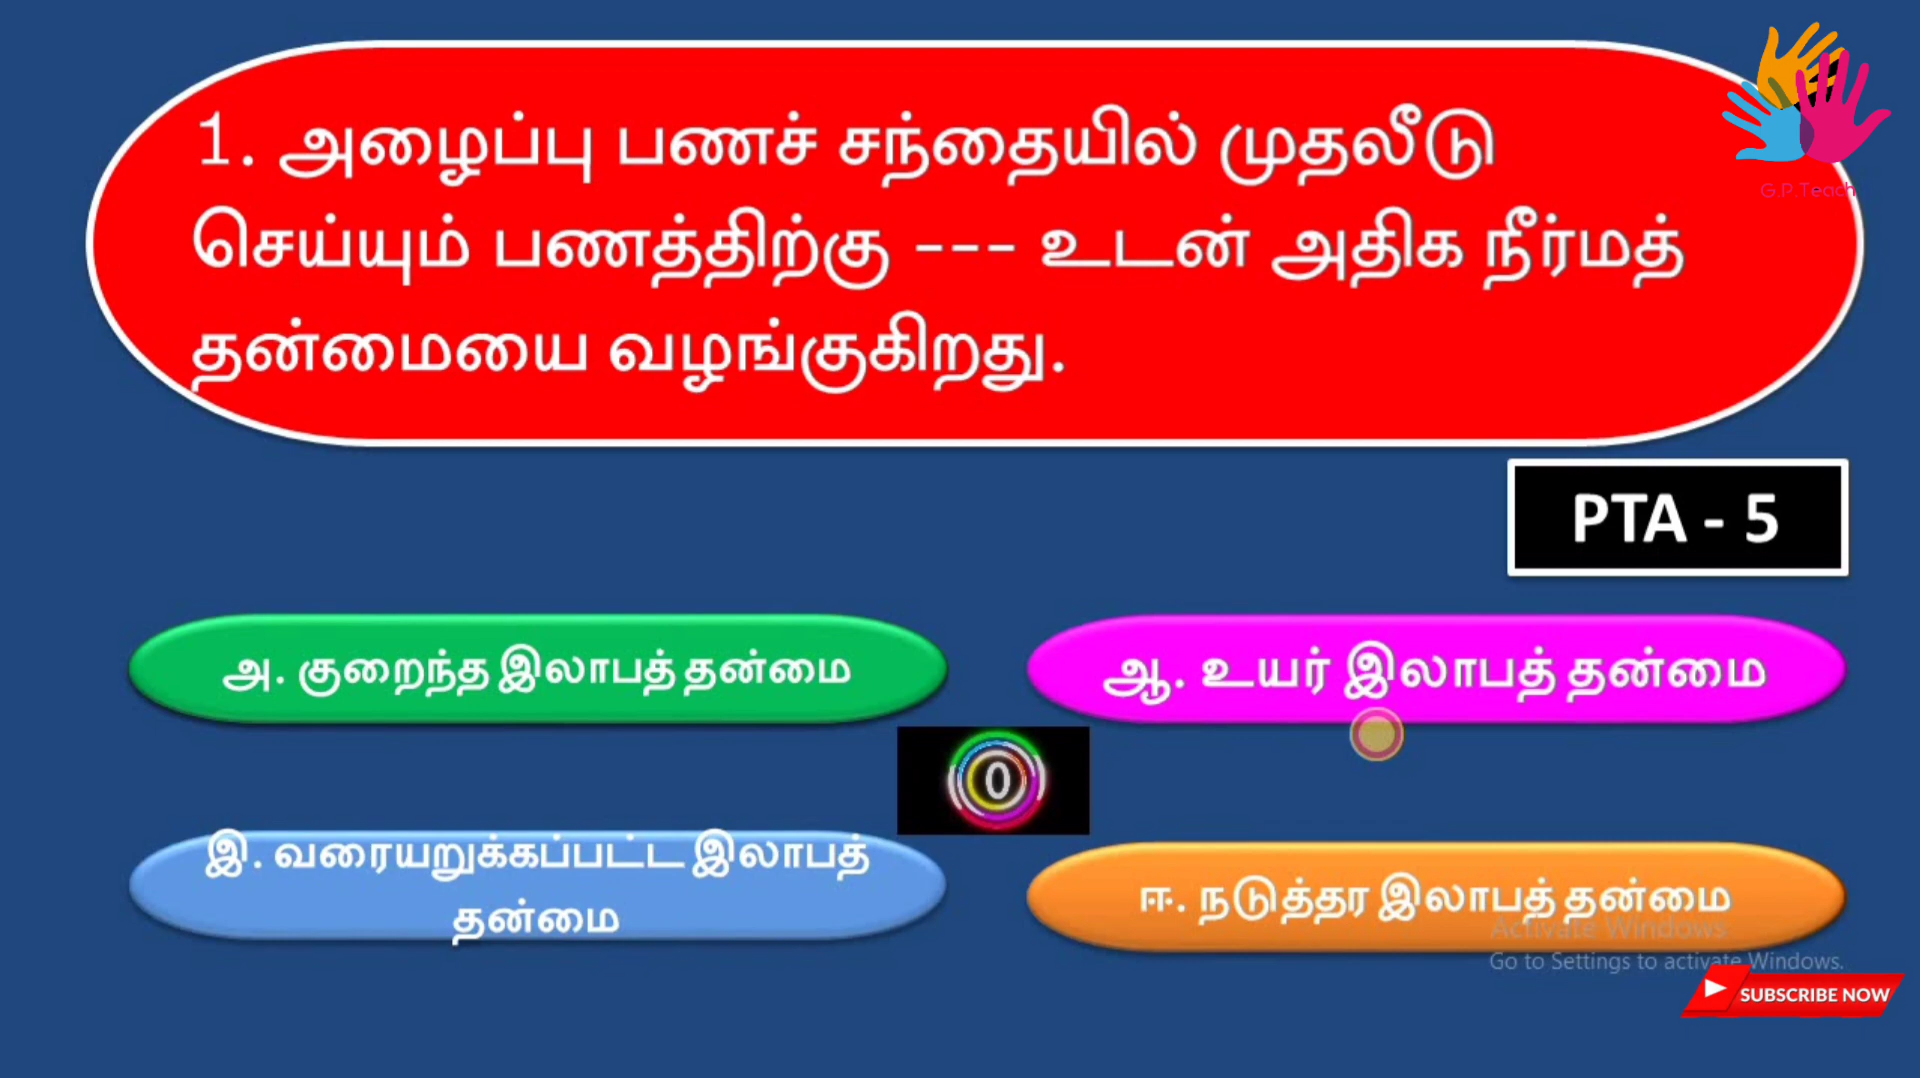 G.P.Teach
1. அழைப்பு பணச் சந்தையில் முதலீடு
செய்யும் பணத்திற்கு --- உடன் அதிக நீர்மத்
தன்மையை வழங்குகிறது.
PTA - 5
அ. குறைந்த இலாபத் தன்மை
ஆ. உயர் இலாபத் தன்மை
0
இ. வரையறுக்கப்பட்ட இலாபத்
தன்மை
ஈ. நடுத்தர இலாபத் தன்மை
Activate Windows
Go to Settings to activate Windows.
SUBSCRIBE NOW